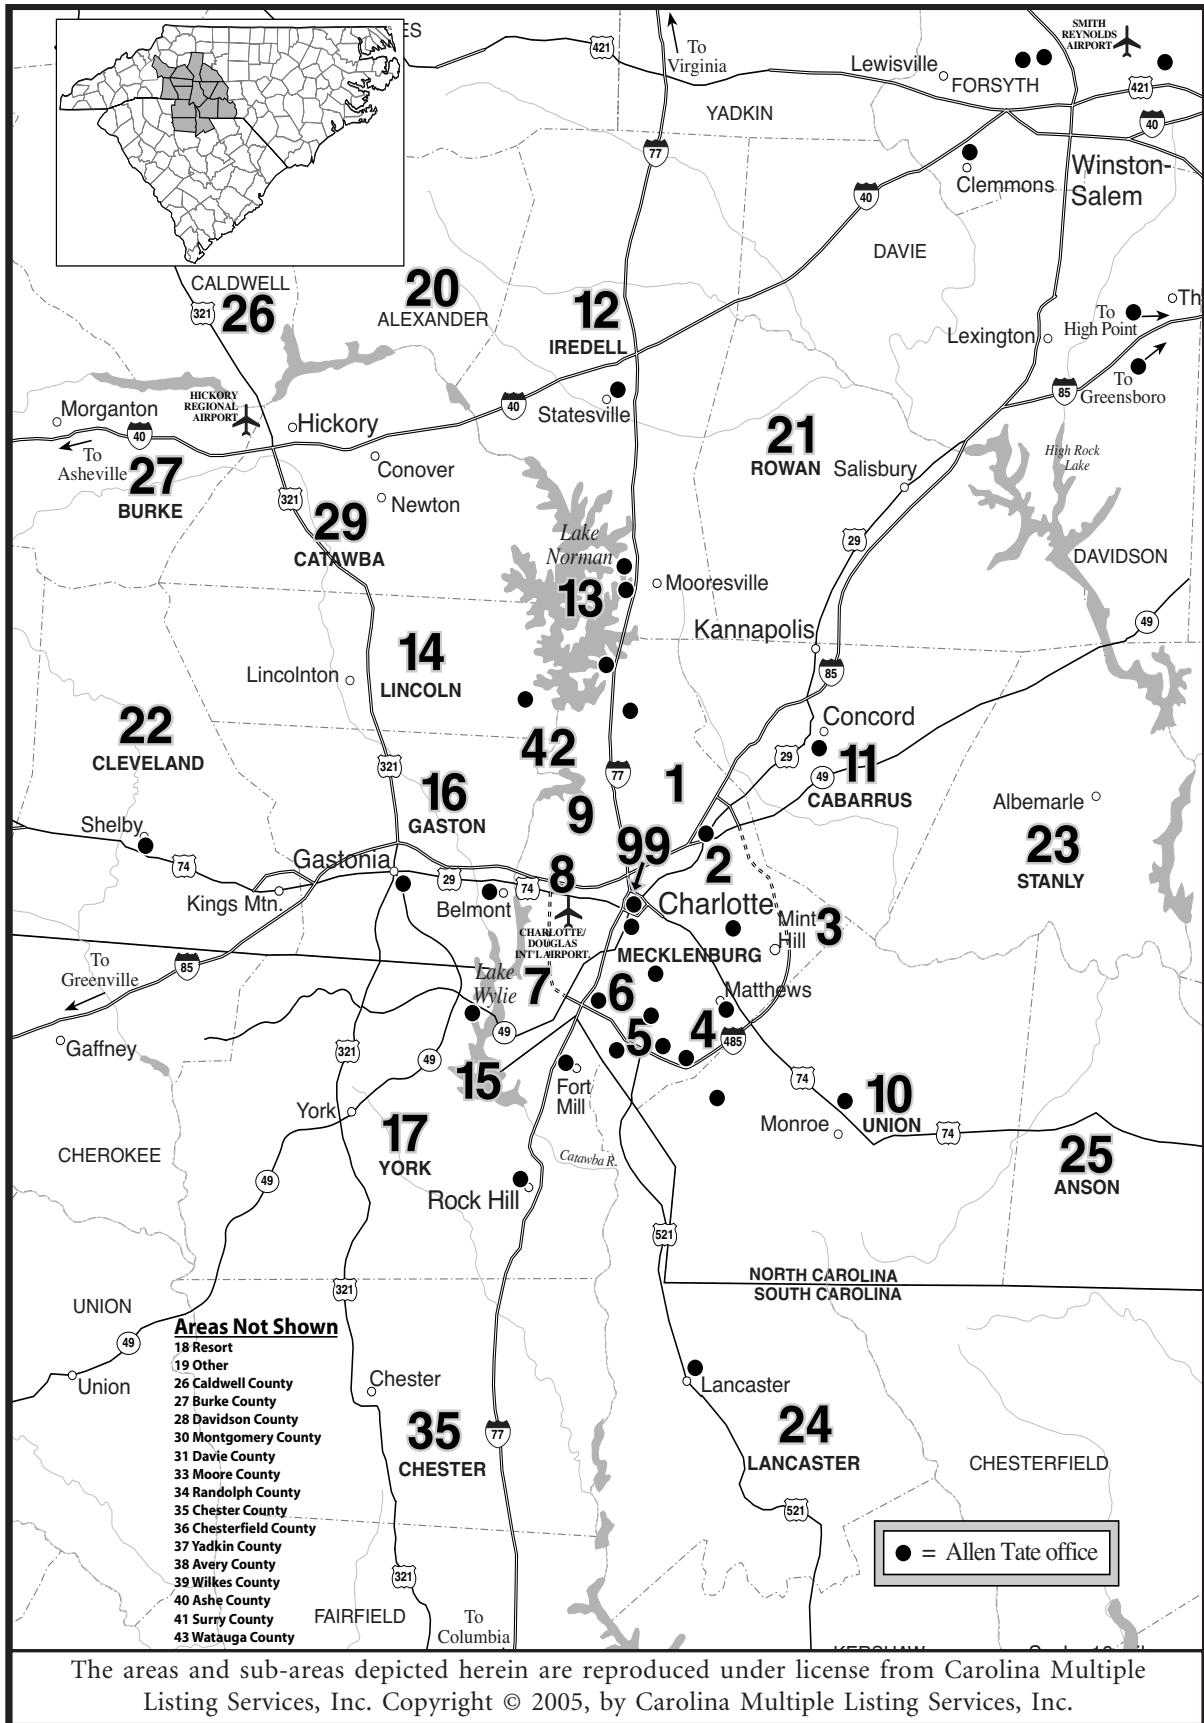 ES
421
To
Virginia
SMITH
REYNOLDS
AIRPORT
Lewisville
FORSYTH
421
YADKIN
40
77
Winston-
Salem
Clemmons
40
DAVIE
CALDWELL
26
321
20
ALEXANDER
12
IREDELL
Th
To
High Point
Lexington
To
Greensboro
85
HICKORY
REGIONAL
AIRPORT
Morganton
40
Hickory
40
Statesville
To
Asheville
27
BURKE
Conover
Newton
321
29
CATAWBA
21
ROWAN
Salisbury
High Rock
Lake
29
DAVIDSON
Lake
Norman
13
Mooresville
49
Kannapolis
14
LINCOLN
Lincolnton
85
22
CLEVELAND
42
Concord
29
49
11
CABARRUS
321
77
1
16
GASTON
9
Albemarle
23
STANLY
Shelby
74
Gastonia
99
2
8
29
74
Kings Mtn.
Belmont
Charlotte
Mint
Hill
3
CHARLOTTE/
DOUGLAS
INT'L AIRPORT.
MECKLENBURG
To
Greenville
85
Lake
Wylie
7
6
Matthews
5
4
485
49
Gaffney
321
49
15
Fort
Mill
74
10
UNION
Monroe
74
York
17
YORK
25
ANSON
CHEROKEE
49
Catawba R.
Rock Hill
521
NORTH CAROLINA
SOUTH CAROLINA
321
UNION
49
Union
Areas Not Shown
18 Resort
19 Other
26 Caldwell County
27 Burke County
28 Davidson County
30 Montgomery County
31 Davie County
33 Moore County
34 Randolph County
35 Chester County
36 Chesterfield County
37 Yadkin County
38 Avery County
39 Wilkes County
40 Ashe County
41 Surry County
43 Watauga County
Chester
35
CHESTER
77
Lancaster
24
LANCASTER
CHESTERFIELD
521
= Allen Tate office
321
FAIRFIELD
To
Columbia
KERSHAW
The areas and sub-areas depicted herein are reproduced under license from Carolina Multiple
Listing Services, Inc. Copyright © 2005, by Carolina Multiple Listing Services, Inc.